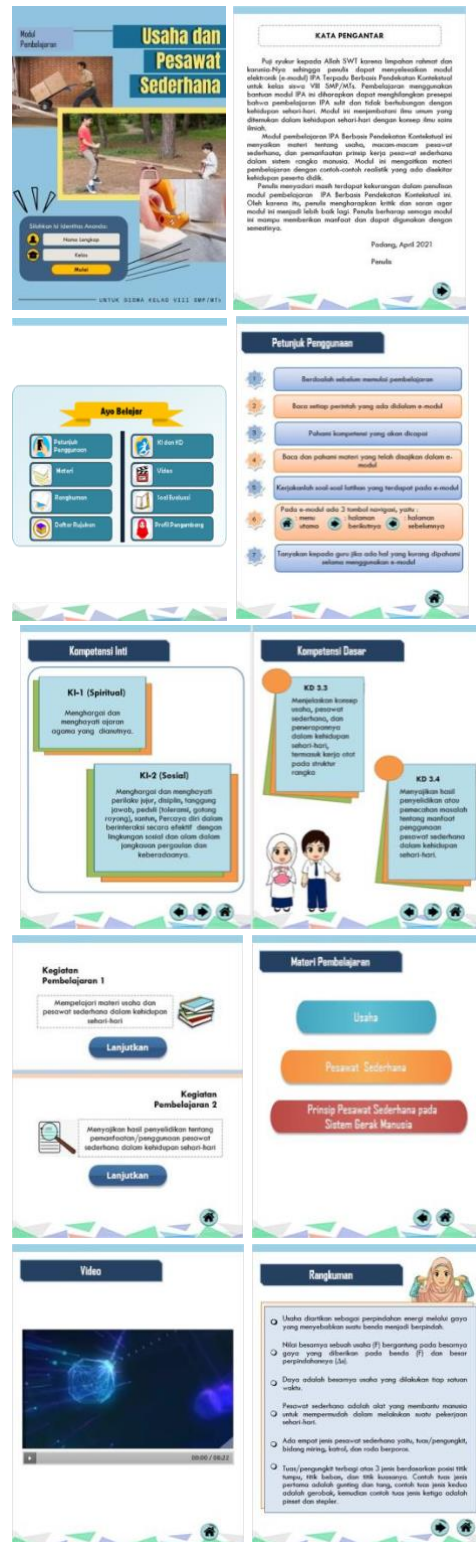 Modul
Pembelajaran
Usaha dan
Pesawat
Sederhana
Silahkan Isi Identitas Ananda:
Nama Lengkap
Kelas
Mulai
UNTUK SISWA KELAS VIII SMP/MTs
KATA PENGANTAR
Puji syukur kepada Allah SWT karena limpahan rahmat dan
karunia-Nya sehingga penulis dapat menyelesaikan modul
elektronik (e-modul) IPA Terpadu Berbasis Pendekatan Kontekstual
untuk kelas siswa VIII SMP/MTs. Pembelajaran menggunakan
bantuan modul IPA ini diharapkan dapat menghilangkan presepsi
bahwa pembelajaran IPA sulit dan tidak berhubungan dengan
kehidupan sehari-hari. Modul ini menjembatani ilmu umum yang
ditemukan dalam kehidupan sehari-hari dengan konsep ilmu sains
ilmiah.
Modul pembelajaran IPA Berbasis Pendekatan Kontekstual ini
menyajikan materi tentang usaha, macam-macam pesawat
sederhana, dan pemanfaatan prinsip kerja pesawat sederhana
dalam sistem rangka manusia. Modul ini mengaitkan materi
pembelajaran dengan contoh-contoh realistik yang ada disekitar
kehidupan peserta didik.
Penulis menyadari masih terdapat kekurangan dalam penulisan
modul pembelajaran IPA Berbasis Pendekatan Kontekstual ini.
Oleh karena itu, penulis mengharapkan kritik dan saran agar
modul ini menjadi lebih baik lagi. Penulis berharap semoga modul
ini mampu memberikan manfaat dan dapat digunakan dengan
semestinya.
Padang, April 2021
Penulis
Ayo Belajar
Petunjuk
Penggunaan
KI dan KD
Materi
Video
Rangkuman
Soal Evaluasi
Daftar Rujukan
Profil Pengembang
Petunjuk Penggunaan
1
Berdoalah sebelum memulai pembelajaran
2
Baca setiap perintah yang ada didalam e-modul
3
Pahami kompetensi yang akan dicapai
4
Baca dan pahami materi yang telah disajikan dalam e-
modul
5
Kerjakanlah soal-soal latihan yang terdapat pada e-modul
6
Pada e-modul ada 3 tombol navigasi, yaitu :
: menu
utama
: halaman
berikutnya
: halaman
sebelumnya
7
Tanyakan kepada guru jika ada hal yang kurang dipahami
selama menggunakan e-modul
Kompetensi Inti
KI-1 (Spiritual)
Menghargai dan
menghayati ajaran
agama yang dianutnya.
KI-2 (Sosial)
Menghargai dan menghayati
perilaku jujur, disiplin, tanggung
jawab, peduli (toleransi, gotong
royong), santun, Percaya diri dalam
berinteraksi secara efektif dengan
lingkungan sosial dan alam dalam
jangkauan pergaulan dan
keberadaanya.
Kompetensi Dasar
KD 3.3
Menjelaskan konsep
usaha, pesawat
sederhana, dan
penerapannya
dalam kehidupan
sehari-hari,
termasuk kerja otot
pada struktur
rangka
KD 3.4
Menyajikan hasil
penyelidikan atau
pemecahan masalah
tentang manfaat
penggunaan
pesawat sederhana
dalam kehidupan
sehari-hari.
Kegiatan
Pembelajaran 1
Mempelajari materi usaha dan
pesawat sederhana dalam kehidupan
sehari-hari
Lanjutkan
Kegiatan
Pembelajaran 2
Menyajikan hasil penyelidikan tentang
pemanfaatan/penggunaan pesawat
sederhana dalam kehidupan sehari-hari
Lanjutkan
Materi Pembelajaran
Usaha
Pesawat Sederhana
Prinsip Pesawat Sederhana pada
Sistem Gerak Manusia
Video
00:00 / 08:22
Rangkuman
Usaha diartikan sebagai perpindahan energi melalui gaya
yang menyebabkan suatu benda menjadi berpindah.
Nilai besarnya sebuah usaha (F) bergantung pada besarnya
gaya yang diberikan pada benda (F) dan besar
perpindahannya (Δs).
Daya adalah besarnya usaha yang dilakukan tiap satuan
waktu.
Pesawat sederhana adalah alat yang membantu manusia
untuk mempermudah dalam melakukan suatu pekerjaan
sehari-hari.
Ada empat jenis pesawat sederhana yaitu, tuas/pengungkit,
bidang miring, katrol, dan roda berporos.
Tuas/pengungkit terbagi atas 3 jenis berdasarkan posisi titik
tumpu, titik beban, dan titik kuasanya. Contoh tuas jenis
pertama adalah gunting dan tang, contoh tuas jenis kedua
adalah gerobak, kemudian contoh tuas jenis ketiga adalah
pinset dan stepler.